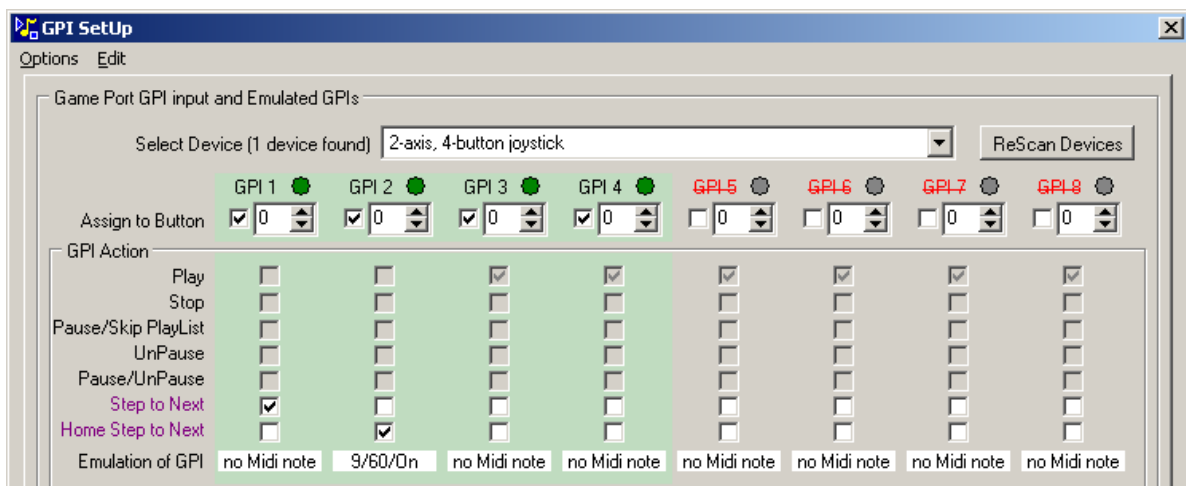 GPI SetUp
Options Edit
Game Port GPI input and Emulated GPIs
Select Device (1 device found) 2-axis, 4-button joystick ReScan Devices
GPI 1 GPI 2 GPI 3 GPI 4 GPI 5 GPI 6 GPI 7 GPI 8
Assign to Button 0 0 0 0 0 0 0 0
GPI Action
Play
Stop
Pause/Skip PlayList
UnPause
Pause/UnPause
Step to Next
Home Step to Next
Emulation of GPI no Midi note 9/60/On no Midi note no Midi note no Midi note no Midi note no Midi note no Midi note